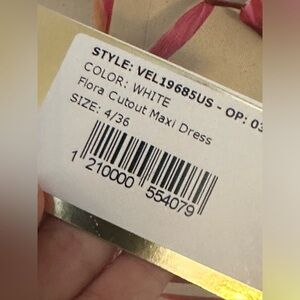 STYLE: VEL19685US - OP: 03
COLOR: WHITE
Flora Cutout Maxi Dress
SIZE: 4/36
1 210000 554079